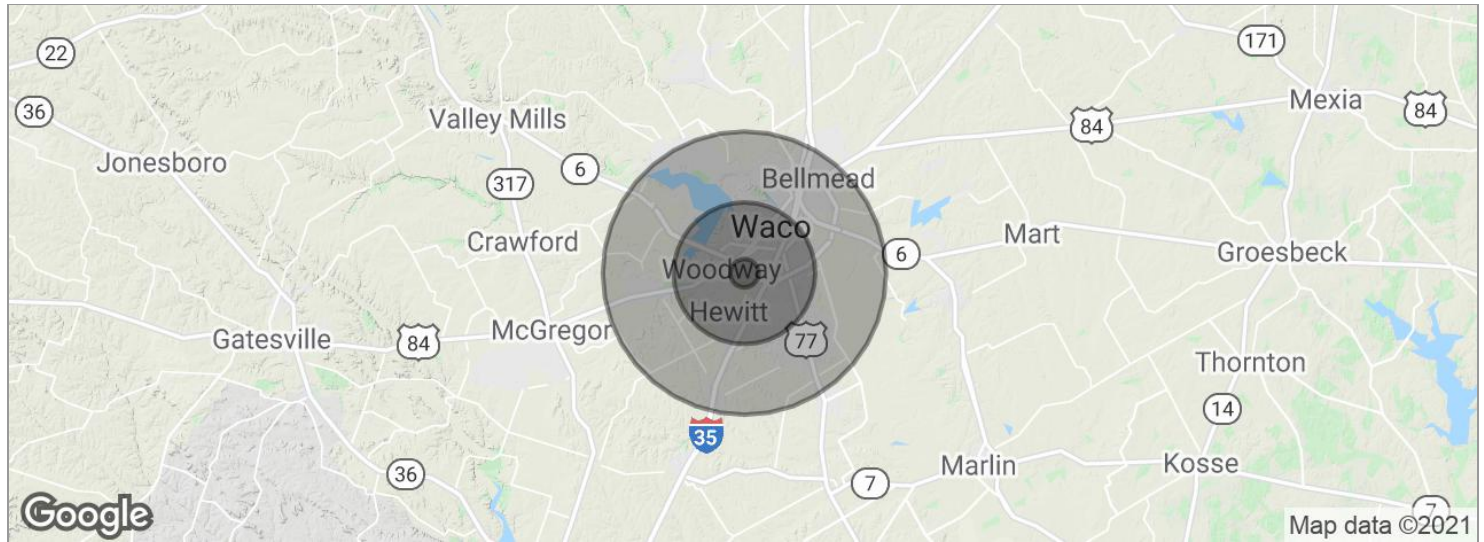 22
171
Mexia
36
Valley Mills
84
84
Jonesboro
6
Bellmead
317
Waco
Mart
Crawford
6
Groesbeck
Woodway
Hewitt
McGregor
Gatesville
84
77
Thornton
14
35
Marlin
Kosse
36
7
7
Google
Map data ©2021